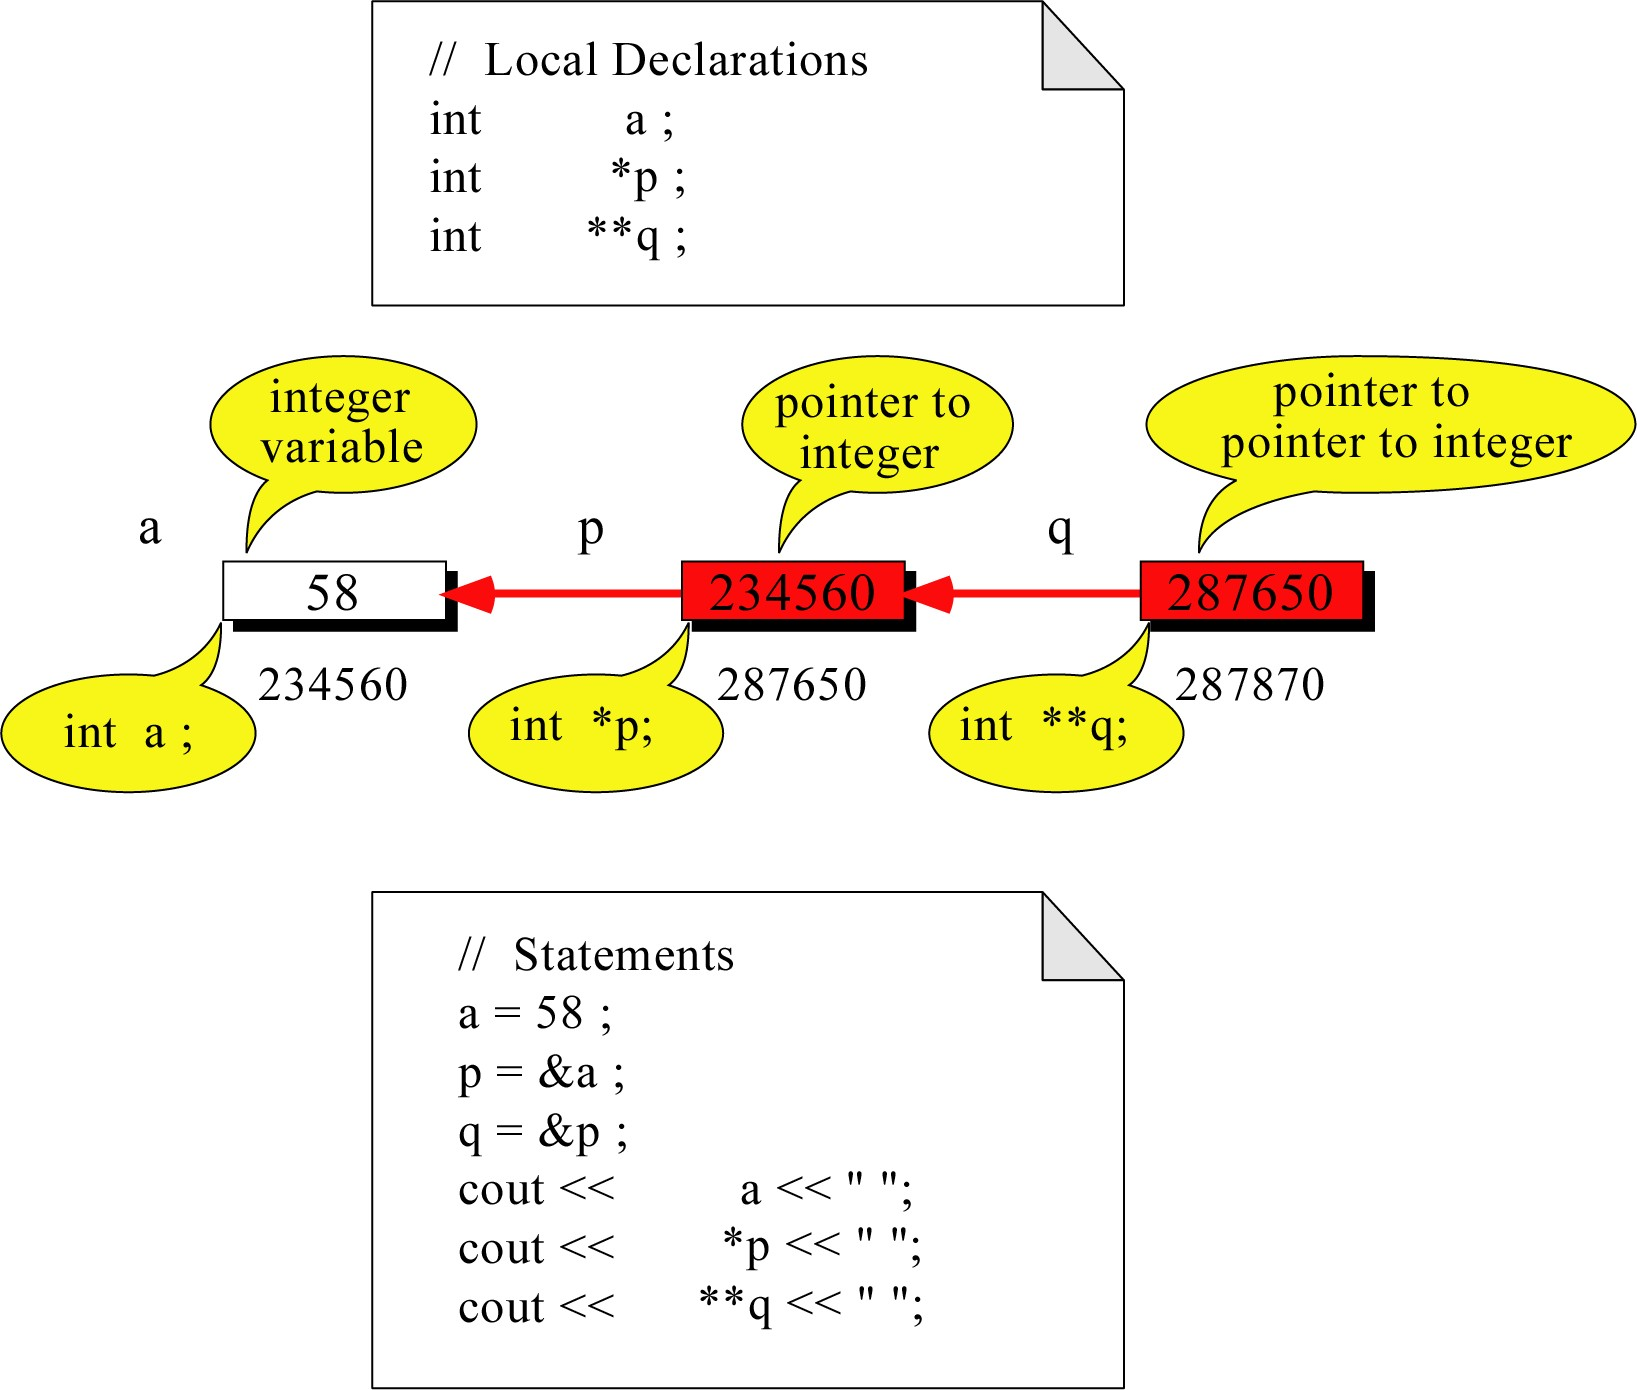 // Local Declarations
int a ;
int *p ;
int **q ;
integer
variable
pointer to
integer
pointer to
pointer to integer
a
p
q
58
234560
287650
234560
287650
287870
int a ;
int *p;
int **q;
// Statements
a = 58 ;
p = &a ;
q = &p ;
cout << a << " ";
cout << *p << " ";
cout << **q << " ";